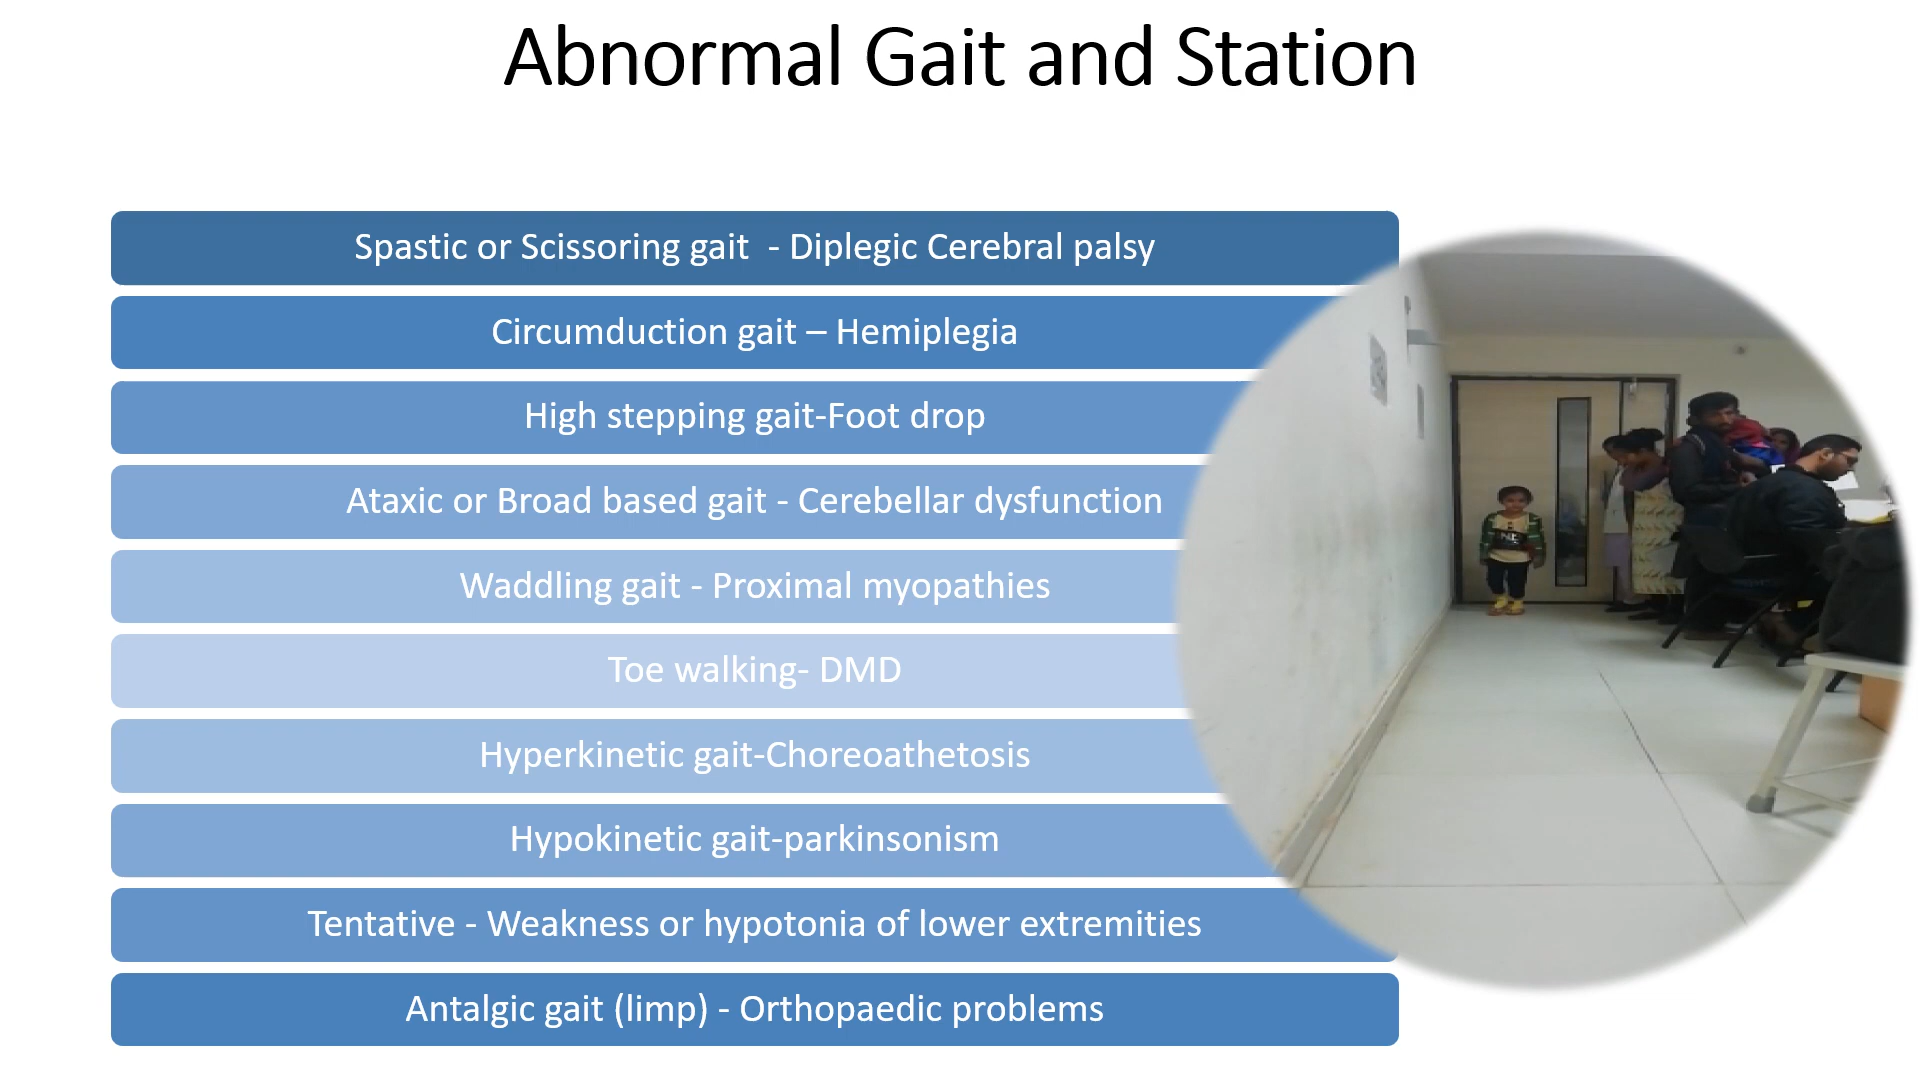 Abnormal Gait and Station
Spastic or Scissoring gait  - Diplegic Cerebral palsy
Circumduction gait – Hemiplegia
High stepping gait-Foot drop
Ataxic or Broad based gait - Cerebellar dysfunction
Waddling gait - Proximal myopathies
Toe walking- DMD
Hyperkinetic gait-Choreoathetosis
Hypokinetic gait-parkinsonism
Tentative - Weakness or hypotonia of lower extremities
Antalgic gait (limp) - Orthopaedic problems